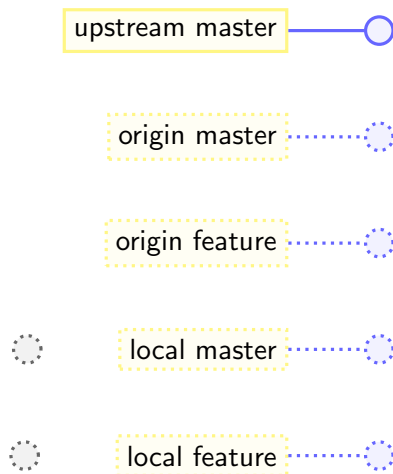 upstream master
origin master
origin feature
local master
local feature